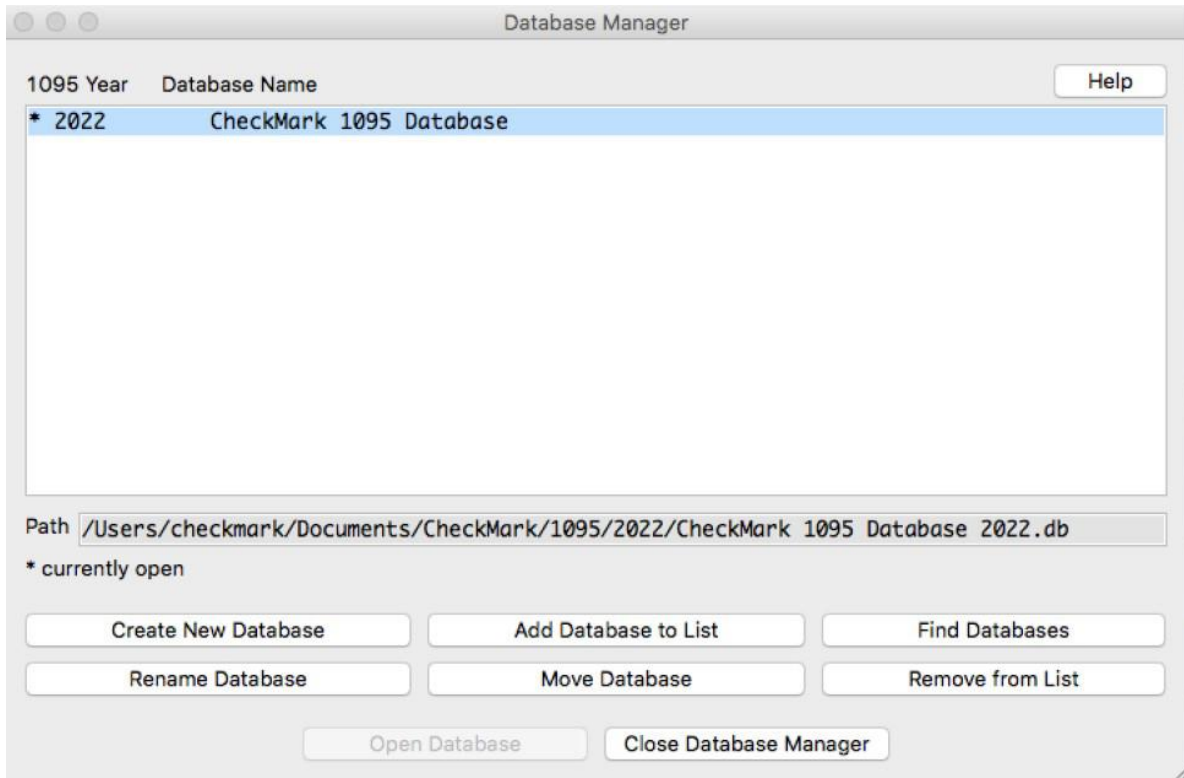 Database Manager
1095 Year Database Name Help
* 2022 CheckMark 1095 Database
Path /Users/checkmark/Documents/CheckMark/1095/2022/CheckMark 1095 Database 2022.db
* currently open
Create New Database Add Database to List Find Databases
Rename Database Move Database Remove from List
Open Database Close Database Manager